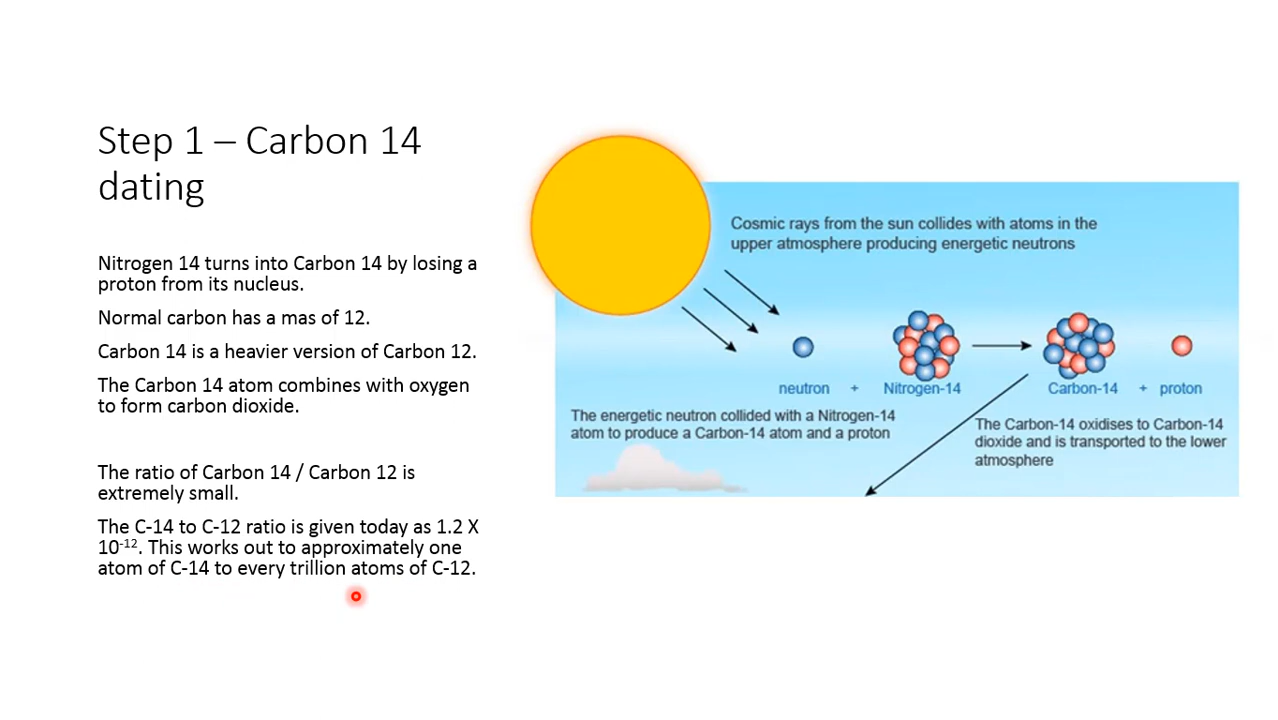 Step 1 – Carbon 14
dating
Nitrogen 14 turns into Carbon 14 by losing a
proton from its nucleus.
Normal carbon has a mas of 12.
Carbon 14 is a heavier version of Carbon 12.
The Carbon 14 atom combines with oxygen
to form carbon dioxide.
The ratio of Carbon 14 / Carbon 12 is
extremely small.
The C-14 to C-12 ratio is given today as 1.2 X
10⁻¹². This works out to approximately one
atom of C-14 to every trillion atoms of C-12.
Cosmic rays from the sun collides with atoms in the
upper atmosphere producing energetic neutrons
neutron + Nitrogen-14 Carbon-14 + proton
The energetic neutron collided with a Nitrogen-14
atom to produce a Carbon-14 atom and a proton
The Carbon-14 oxidises to Carbon-14
dioxide and is transported to the lower
atmosphere